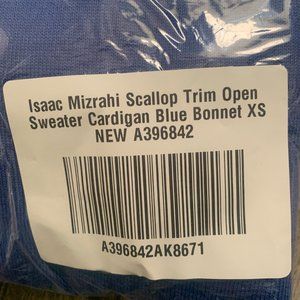 Isaac Mizrahi Scallop Trim Open
Sweater Cardigan Blue Bonnet XS
NEW A396842
A396842AK8671